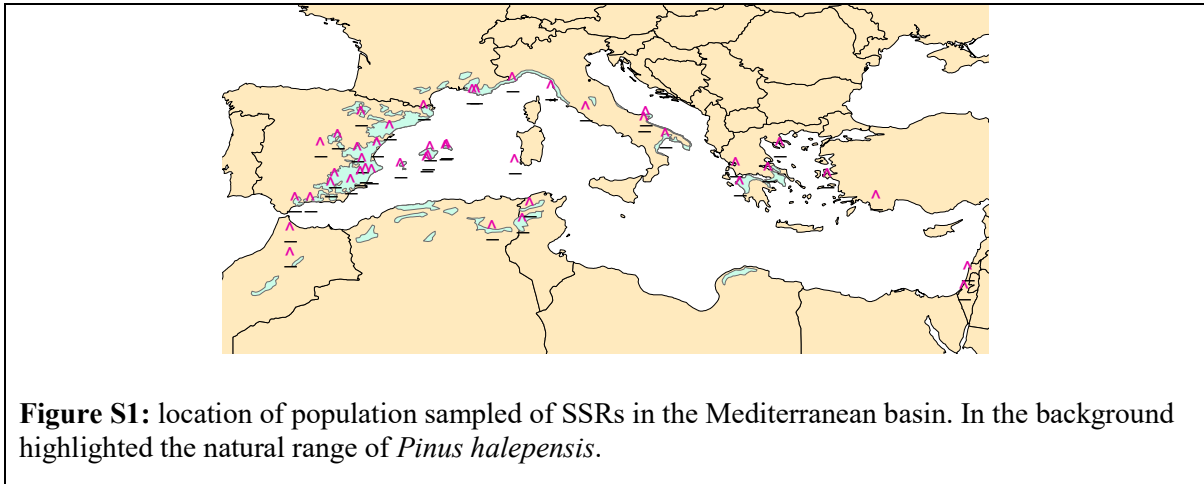 Figure S1: location of population sampled of SSRs in the Mediterranean basin. In the background
highlighted the natural range of Pinus halepensis.